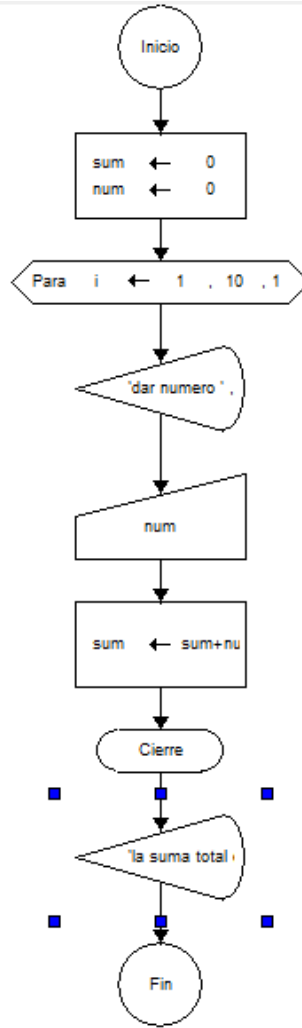 Inicio
sum ← 0
num ← 0
Para i ← 1 , 10 , 1
"dar numero " ,
num
sum ← sum+nu
Cierre
"la suma total
Fin